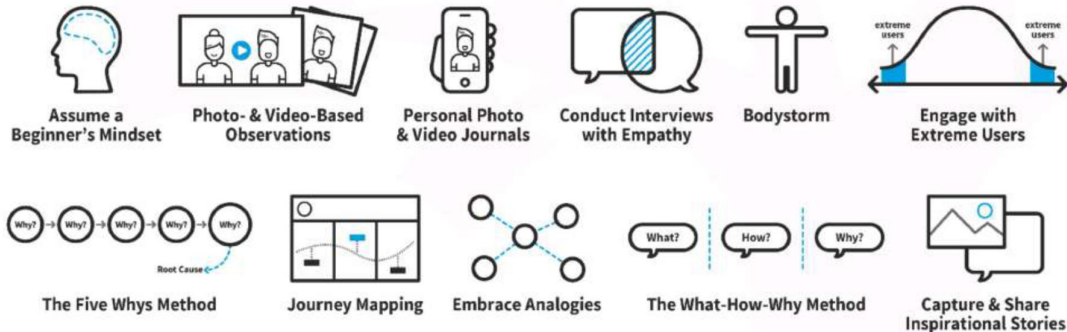 extreme users
extreme users
Assume a
Beginner's Mindset
Photo- & Video-Based
Observations
Personal Photo
& Video Journals
Conduct Interviews
with Empathy
Bodystorm
Engage with
Extreme Users
Why? Why? Why? Why? Why?
Root Cause
What? How? Why?
The Five Whys Method
Journey Mapping
Embrace Analogies
The What-How-Why Method
Capture & Share
Inspirational Stories